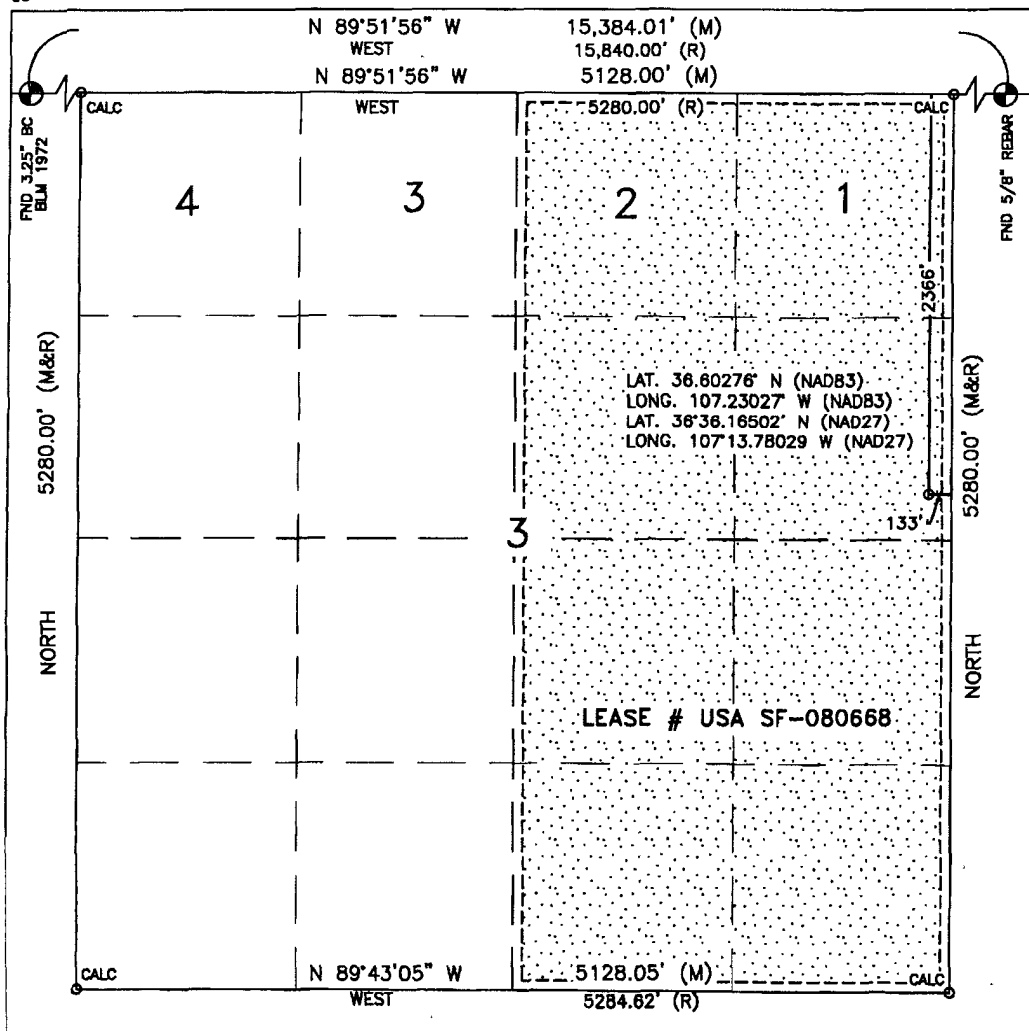 N 89°51'56" W 15,384.01' (M)
WEST 15,840.00' (R)
N 89°51'56" W 5128.00' (M)
CALC WEST 5280.00' (R) CALC
FND 3.25" BC
BLM 1972
FND 5/8" REBAR
4 3 2 1
2366'
5280.00' (M&R)
NORTH
LAT. 36.60276° N (NAD83)
LONG. 107.23027° W (NAD83)
LAT. 36°36.16502' N (NAD27)
LONG. 107°13.78029 W (NAD27)
5280.00' (M&R)
NORTH
133'
3
LEASE # USA SF-080668
CALC N 89°43'05" W 5128.05' (M) CALC
WEST 5284.62' (R)